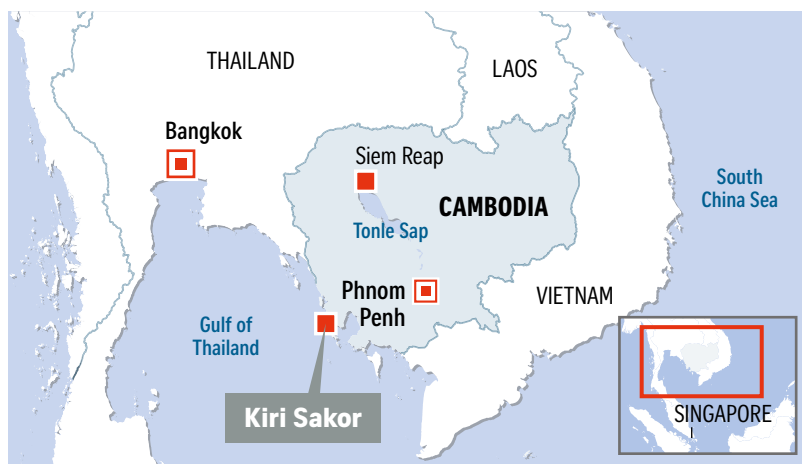 THAILAND
LAOS
Bangkok
Siem Reap
CAMBODIA
South
China Sea
Tonle Sap
Phnom
Penh
VIETNAM
Gulf of
Thailand
Kiri Sakor
SINGAPORE